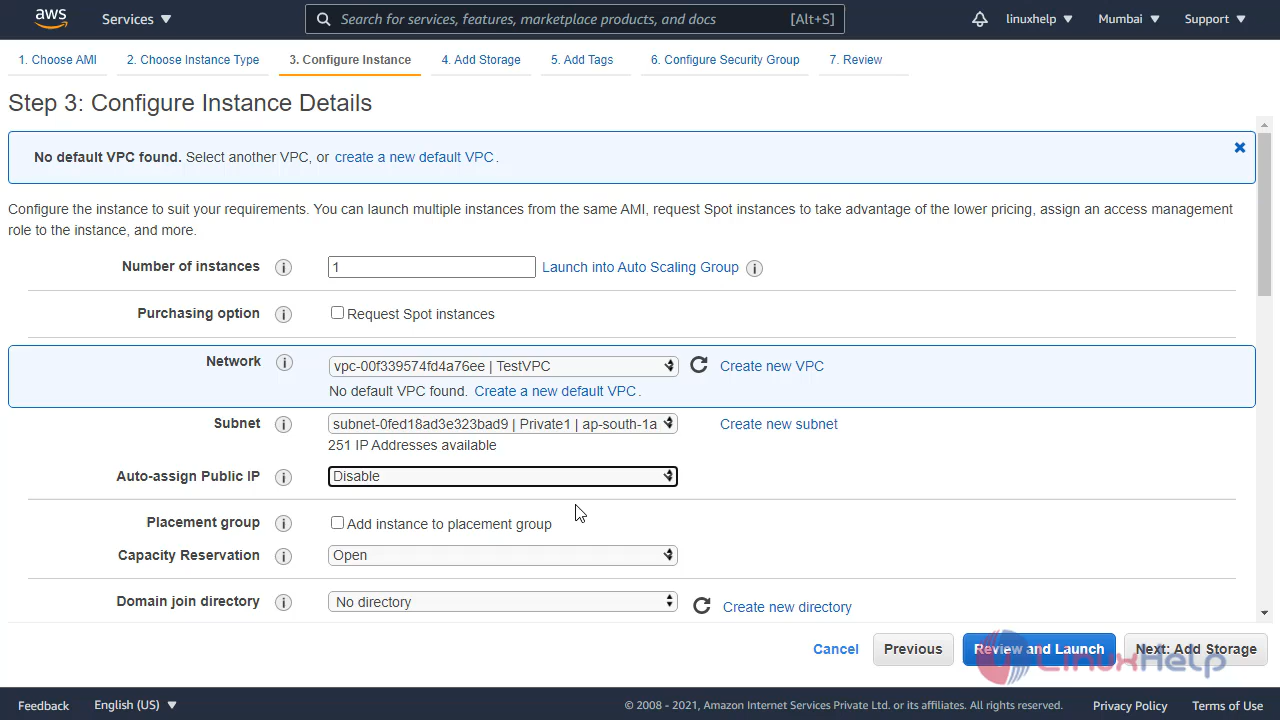 aws Services Search for services, features, marketplace products, and docs [Alt+S] linuxhelp Mumbai Support
1. Choose AMI 2. Choose Instance Type 3. Configure Instance 4. Add Storage 5. Add Tags 6. Configure Security Group 7. Review
Step 3: Configure Instance Details
No default VPC found. Select another VPC, or create a new default VPC.
Configure the instance to suit your requirements. You can launch multiple instances from the same AMI, request Spot instances to take advantage of the lower pricing, assign an access management
role to the instance, and more.
Number of instances i 1 Launch into Auto Scaling Group i
Purchasing option i Request Spot instances
Network i vpc-00f339574fd4a76ee | TestVPC Create new VPC
No default VPC found. Create a new default VPC.
Subnet i subnet-0fed18ad3e323bad9 | Private1 | ap-south-1a Create new subnet
251 IP Addresses available
Auto-assign Public IP i Disable
Placement group i Add instance to placement group
Capacity Reservation i Open
Domain join directory i No directory Create new directory
Cancel Previous Review and Launch Next: Add Storage
LinuxHelp
Feedback English (US) © 2008 - 2021, Amazon Internet Services Private Ltd. or its affiliates. All rights reserved. Privacy Policy Terms of Use